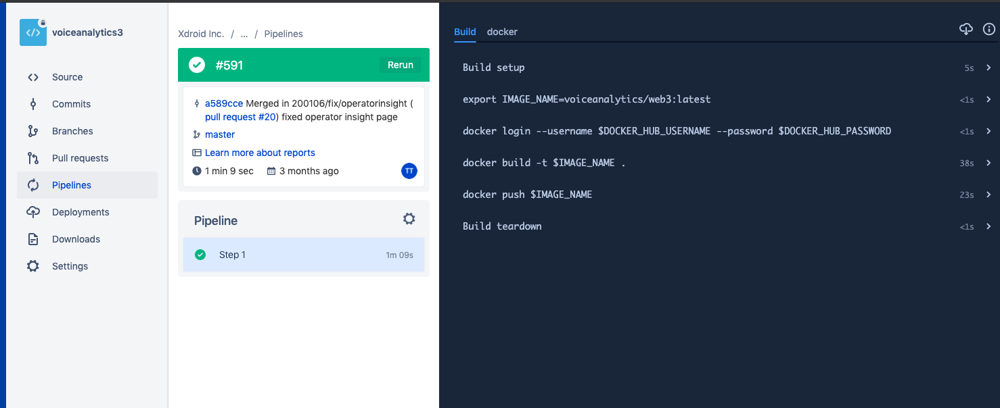 voiceanalytics3
Source
Commits
Branches
Pull requests
Pipelines
Deployments
Downloads
Settings
Xdroid Inc. / ... / Pipelines
#591 Rerun
a589cce Merged in 200106/fix/operatorinsight (
pull request #20) fixed operator insight page
master
Learn more about reports
1 min 9 sec 3 months ago TT
Pipeline
Step 1 1m 09s
Build docker
Build setup 5s
export IMAGE_NAME=voiceanalytics/web3:latest <1s
docker login --username $DOCKER_HUB_USERNAME --password $DOCKER_HUB_PASSWORD <1s
docker build -t $IMAGE_NAME . 38s
docker push $IMAGE_NAME 23s
Build teardown <1s